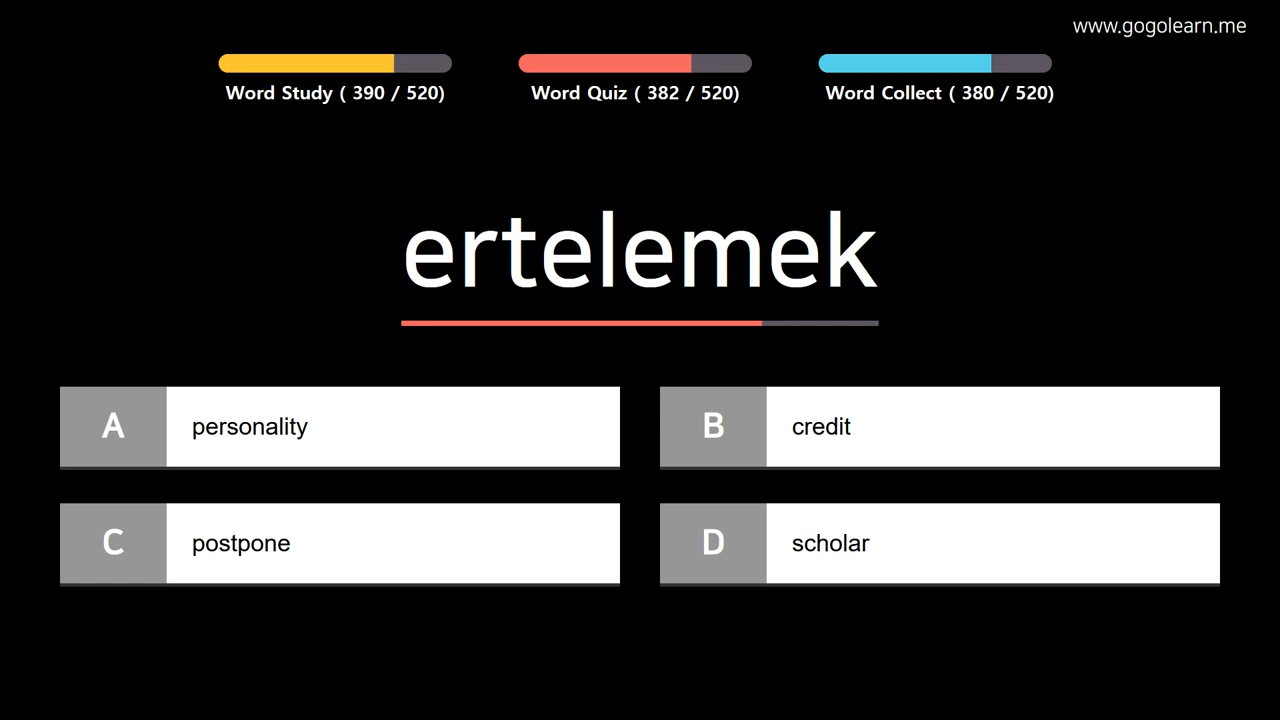 www.gogolearn.me
Word Study ( 390 / 520)
Word Quiz ( 382 / 520)
Word Collect ( 380 / 520)
ertelemek
A personality
B credit
C postpone
D scholar